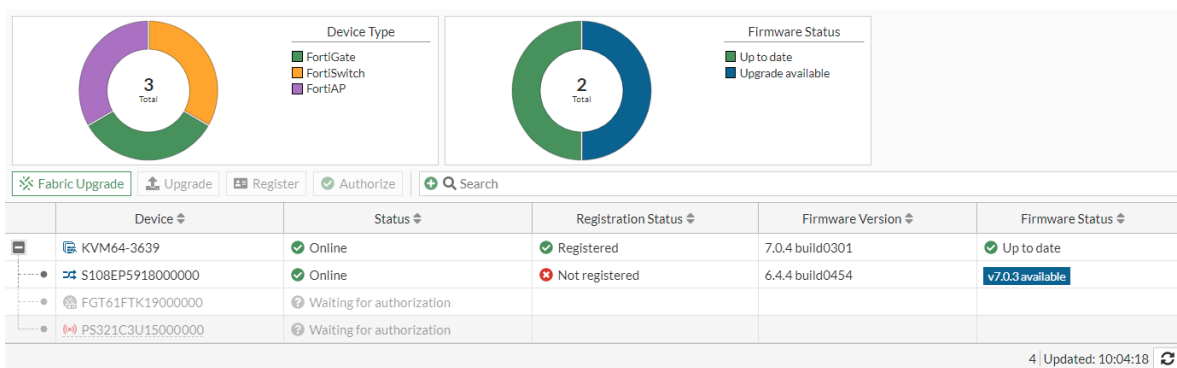 Device Type
FortiGate
FortiSwitch
FortiAP
3
Total
Firmware Status
Up to date
Upgrade available
2
Total
Fabric Upgrade Upgrade Register Authorize Search
Device Status Registration Status Firmware Version Firmware Status
KVM64-3639 Online Registered 7.0.4 build0301 Up to date
S108EP5918000000 Online Not registered 6.4.4 build0454 v7.0.3 available
FGT61FTK19000000 Waiting for authorization
PS321C3U15000000 Waiting for authorization
4 Updated: 10:04:18